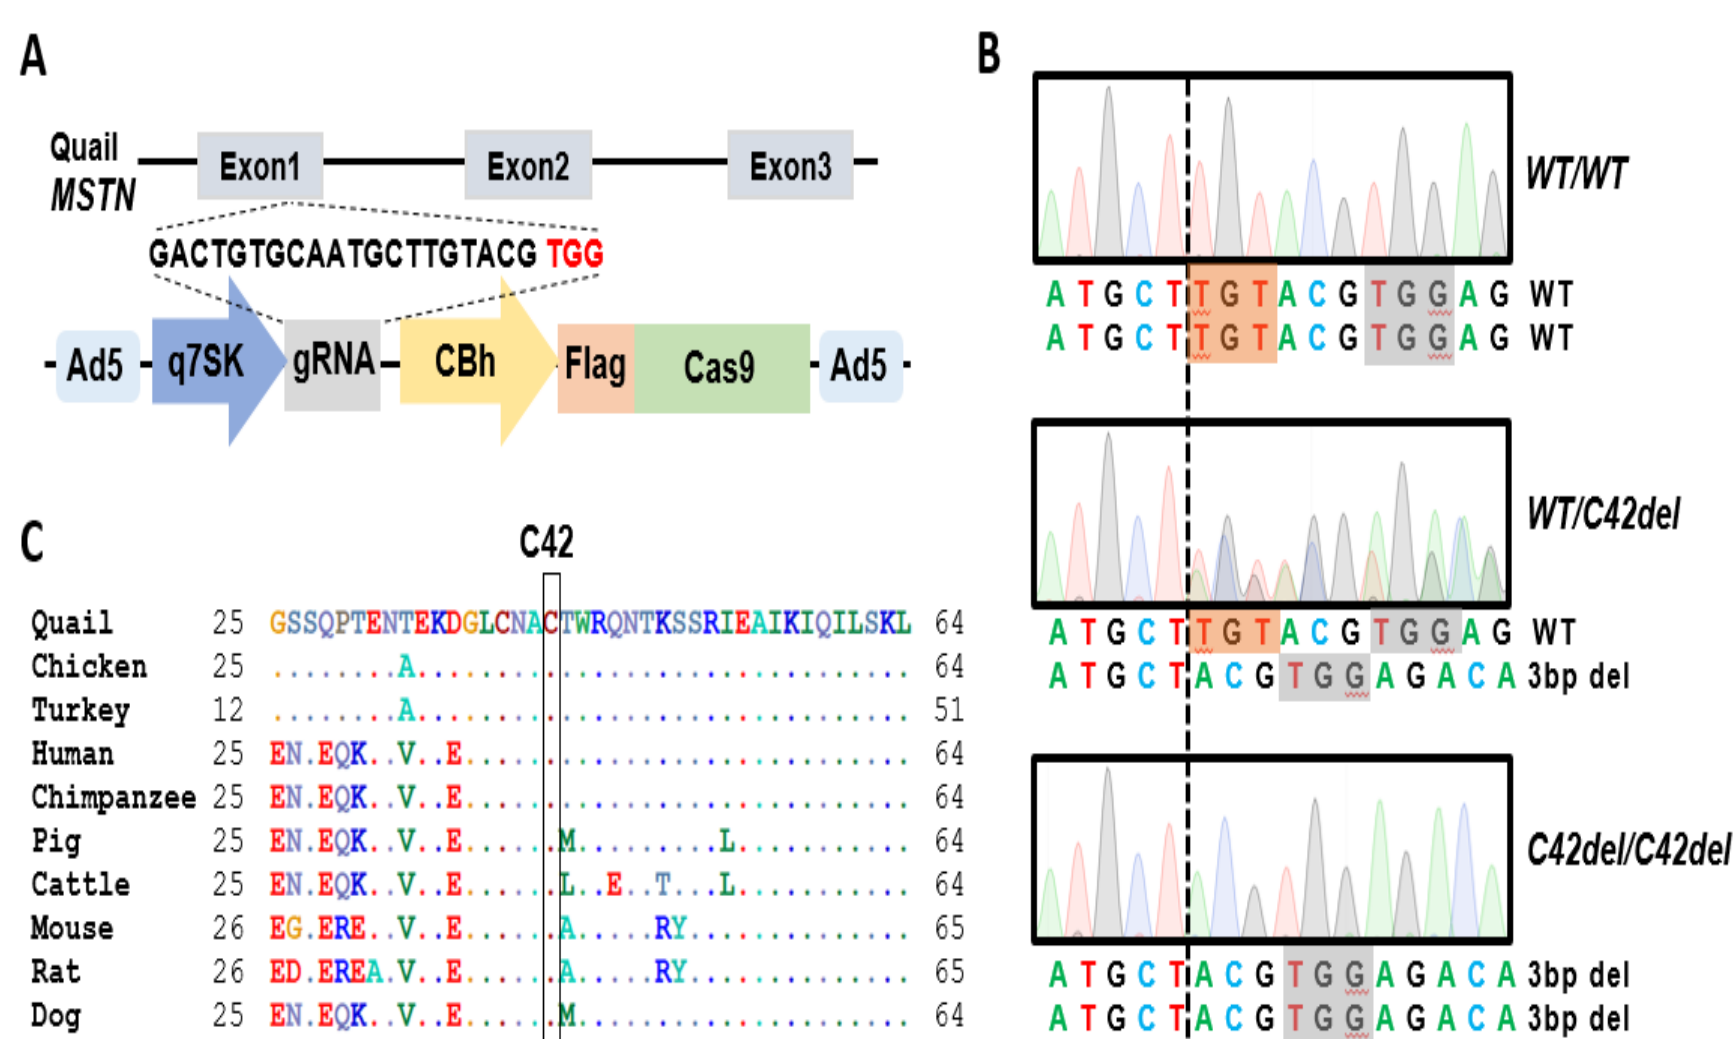 A
Quail
MSTN
Exon1 Exon2 Exon3
GACTGTGCAATGCTTGTACG TGG
Ad5 q7SK gRNA CBh Flag Cas9 Ad5
B
WT/WT
A T G C T T G T A C G T G G A G WT
A T G C T T G T A C G T G G A G WT
WT/C42del
A T G C T T G T A C G T G G A G WT
A T G C T A C G T G G A G A C A 3bp del
C42del/C42del
A T G C T A C G T G G A G A C A 3bp del
A T G C T A C G T G G A G A C A 3bp del
C
C42
Quail 25 GSSQPTENTEKDGLCNACTWRQNTKSSRIEAIKIQILSKL 64
Chicken 25 ........A............................... 64
Turkey 12 ........A............................... 51
Human 25 EN.EQK..V..E............................ 64
Chimpanzee 25 EN.EQK..V..E............................ 64
Pig 25 EN.EQK..V..E......M.........L........... 64
Cattle 25 EN.EQK..V..E......L..E..T...L........... 64
Mouse 26 EG.ERE..V..E......A.....RY.............. 65
Rat 26 ED.EREA.V..E......A.....RY.............. 65
Dog 25 EN.EQK..V..E......M..................... 64